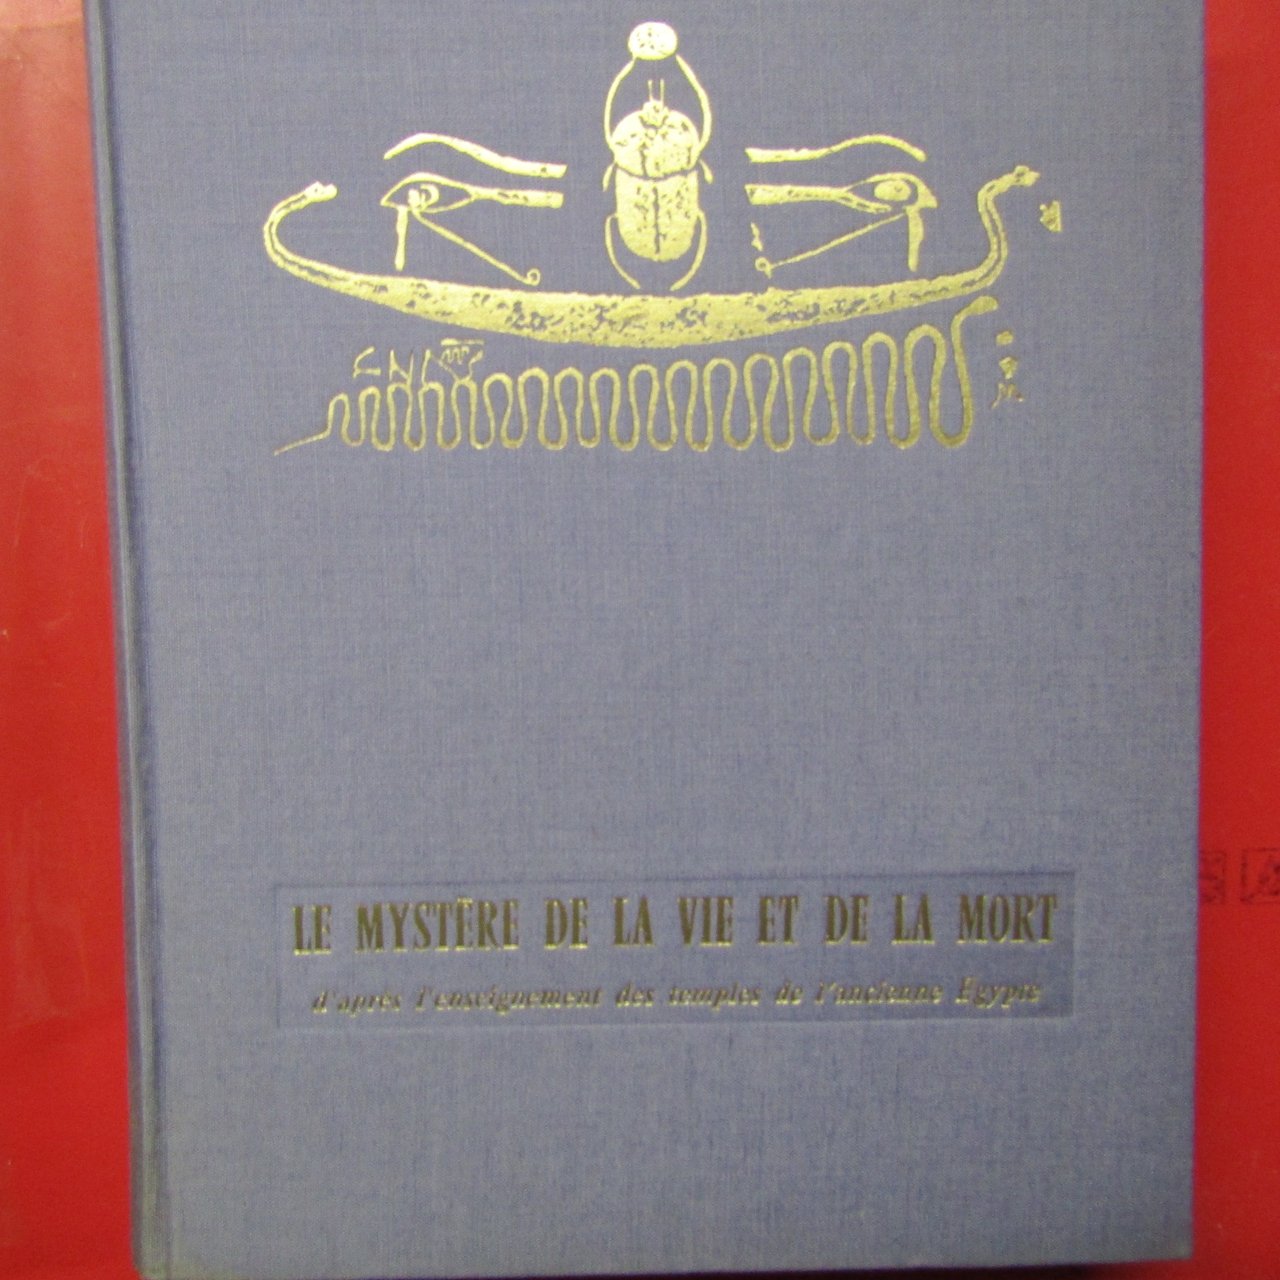 LE MYSTÈRE DE LA VIE ET DE LA MORT
d'après l'enseignement des temples de l'ancienne Egypte